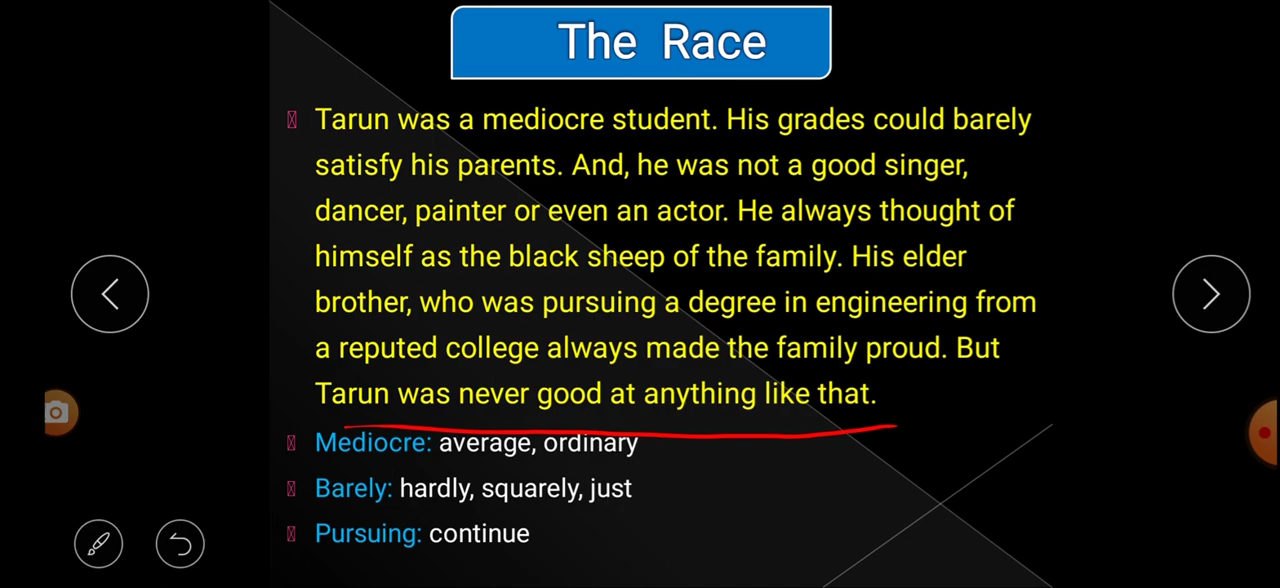 The Race
Tarun was a mediocre student. His grades could barely
satisfy his parents. And, he was not a good singer,
dancer, painter or even an actor. He always thought of
himself as the black sheep of the family. His elder
brother, who was pursuing a degree in engineering from
a reputed college always made the family proud. But
Tarun was never good at anything like that.
Mediocre: average, ordinary
Barely: hardly, squarely, just
Pursuing: continue